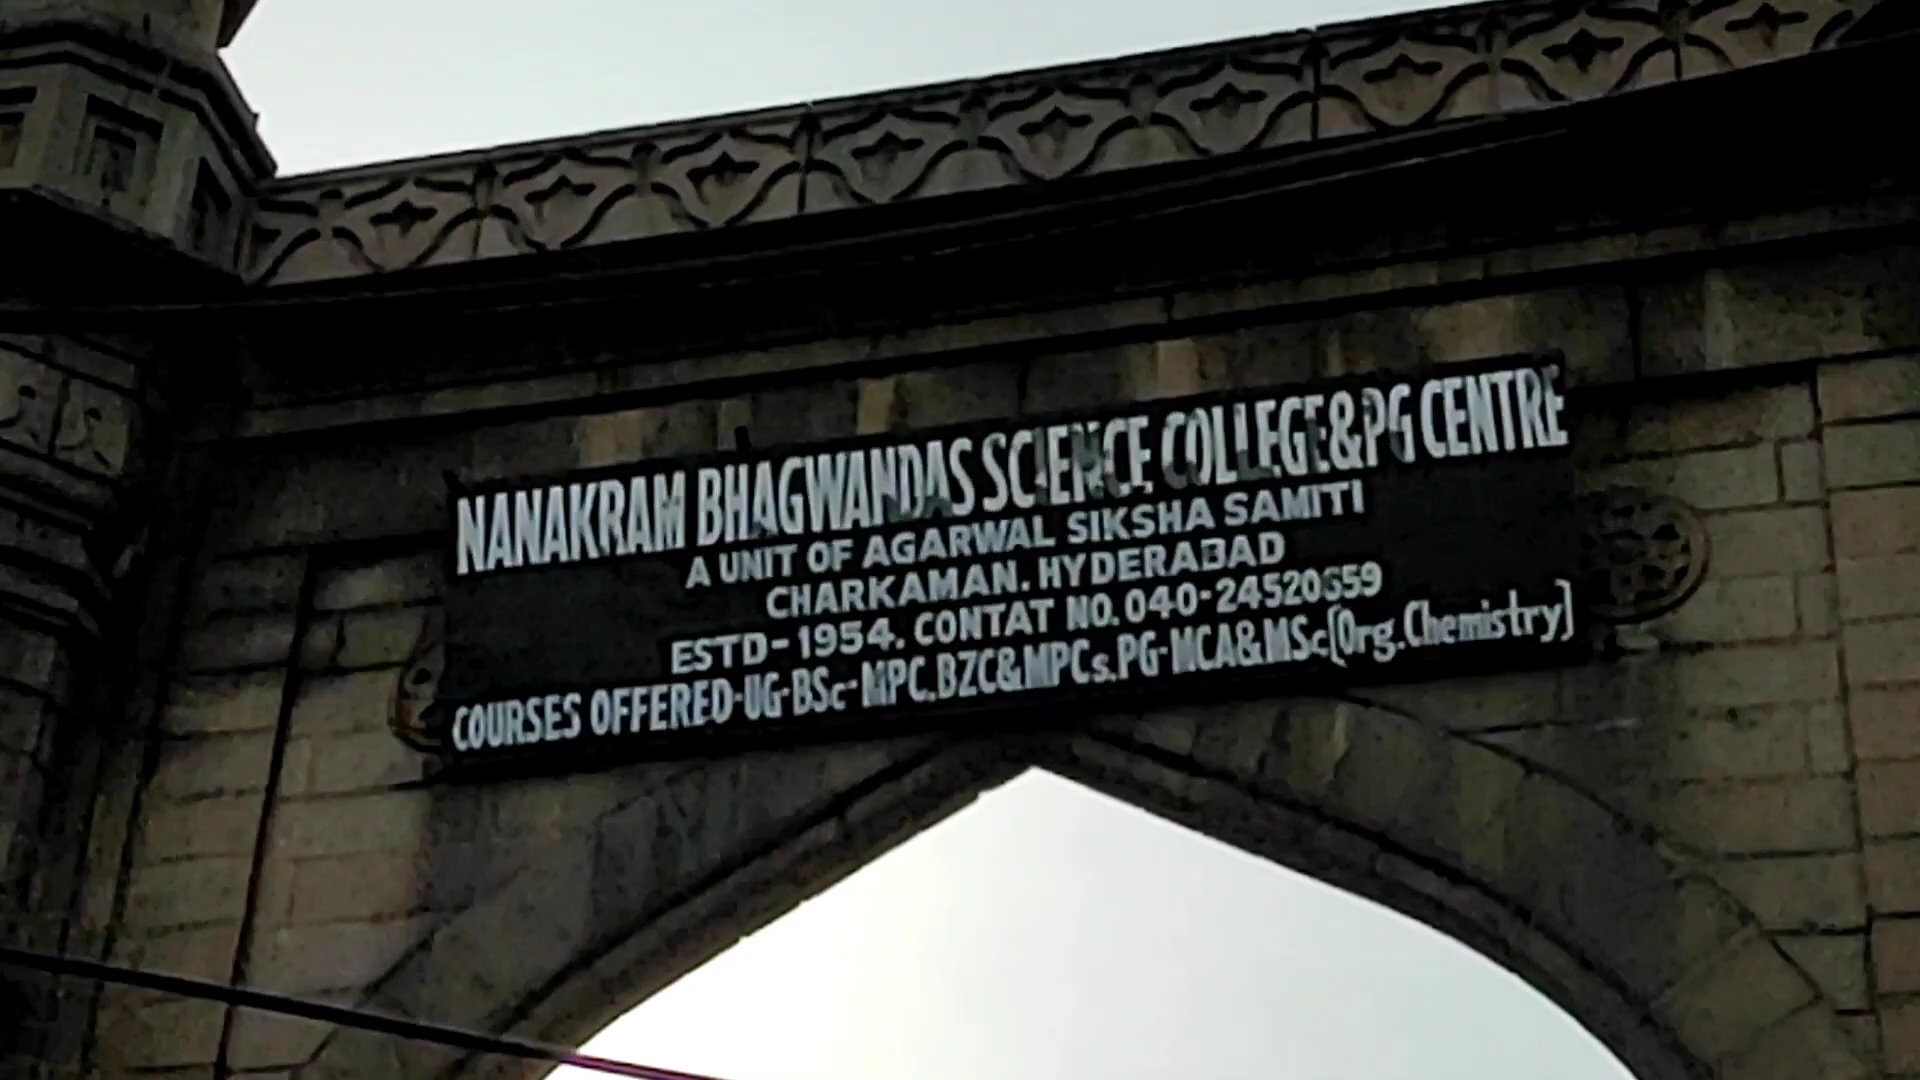 NANAKRAM BHAGWANDAS SCIENCE COLLEGE&PG CENTRE
A UNIT OF AGARWAL SIKSHA SAMITI
CHARKAMAN. HYDERABAD
ESTD-1954. CONTAT NO. 040-24520659
COURSES OFFERED-UG-BSc-MPC.BZC&MPCs.PG-MCA&MSc(Org.Chemistry)